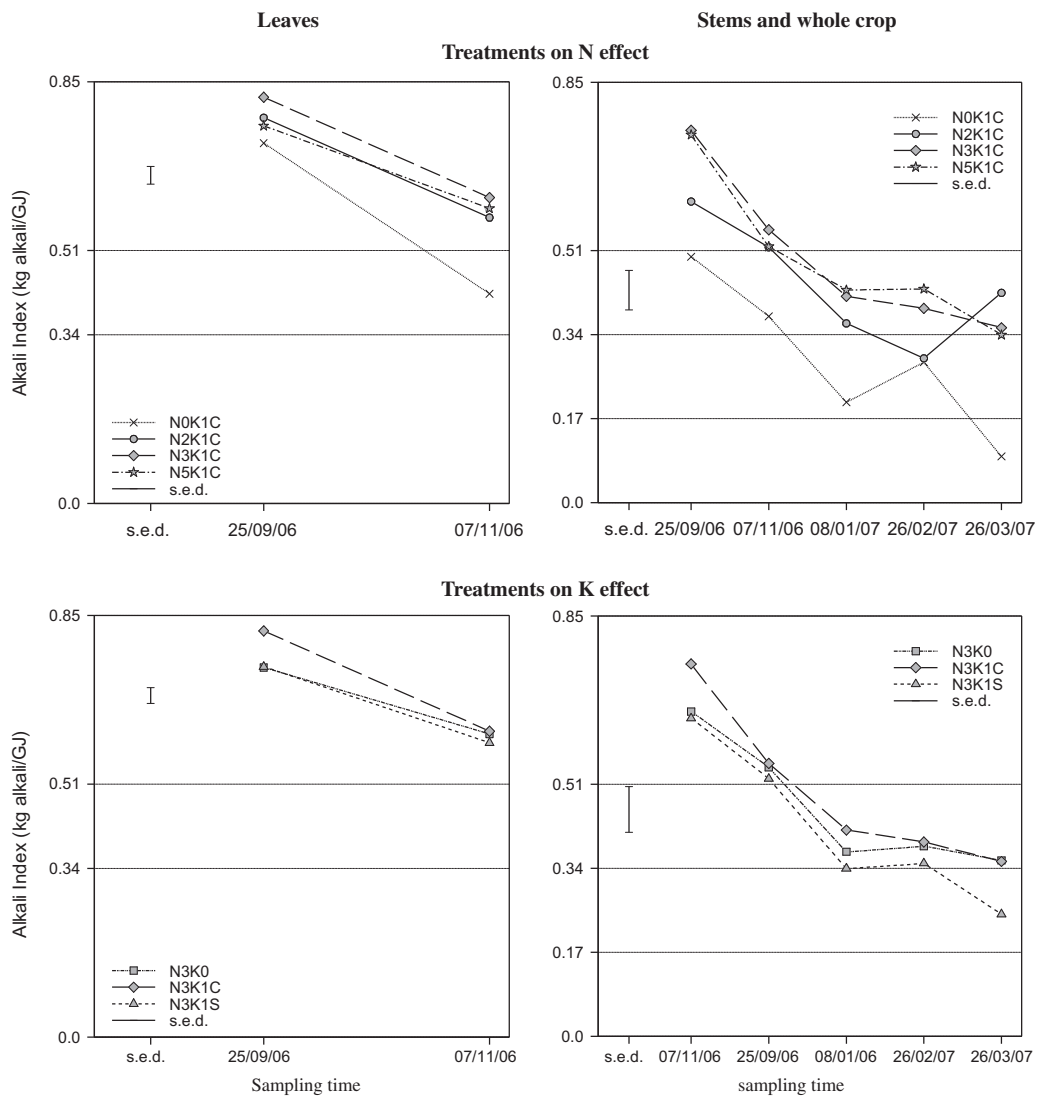 Leaves
Stems and whole crop
Treatments on N effect
Alkali Index (kg alkali/GJ)
0.85
0.51
0.34
0.0
N0K1C
N2K1C
N3K1C
N5K1C
s.e.d.
s.e.d.
25/09/06
07/11/06
0.85
0.51
0.34
0.17
0.0
N0K1C
N2K1C
N3K1C
N5K1C
s.e.d.
s.e.d.
25/09/06
07/11/06
08/01/07
26/02/07
26/03/07
Treatments on K effect
Alkali Index (kg alkali/GJ)
0.85
0.51
0.34
0.0
N3K0
N3K1C
N3K1S
s.e.d.
s.e.d.
25/09/06
07/11/06
Sampling time
0.85
0.51
0.34
0.17
0.0
N3K0
N3K1C
N3K1S
s.e.d.
s.e.d.
07/11/06
25/09/06
08/01/06
26/02/07
26/03/07
sampling time